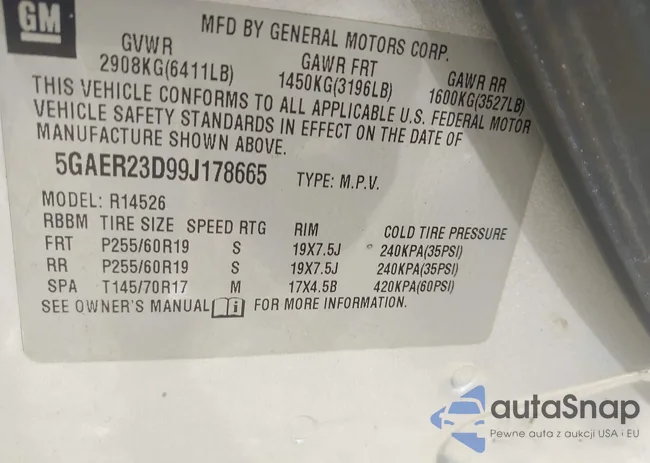 GM
MFD BY GENERAL MOTORS CORP.
GVWR GAWR FRT GAWR RR
2908KG(6411LB) 1450KG(3196LB) 1600KG(3527LB)
THIS VEHICLE CONFORMS TO ALL APPLICABLE U.S. FEDERAL MOTOR
VEHICLE SAFETY STANDARDS IN EFFECT ON THE DATE OF
MANUFACTURE SHOWN ABOVE.
5GAER23D99J178665 TYPE: M.P.V.
MODEL: R14526
RBBM TIRE SIZE SPEED RTG RIM COLD TIRE PRESSURE
FRT P255/60R19 S 19X7.5J 240KPA(35PSI)
RR P255/60R19 S 19X7.5J 240KPA(35PSI)
SPA T145/70R17 M 17X4.5B 420KPA(60PSI)
SEE OWNER'S MANUAL FOR MORE INFORMATION.
autaSnap
Pewne auta z aukcji USA i EU